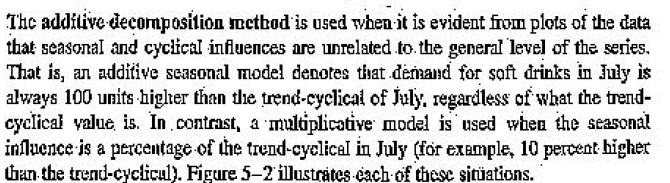 The additive decomposition method is used when it is evident from plots of the data
that seasonal and cyclical influences are unrelated to the general level of the series.
That is, an additive seasonal model denotes that demand for soft drinks in July is
always 100 units higher than the trend-cyclical of July, regardless of what the trend-
cyclical value is. In contrast, a multiplicative model is used when the seasonal
influence is a percentage of the trend-cyclical in July (for example, 10 percent higher
than the trend-cyclical). Figure 5–2 illustrates each of these situations.